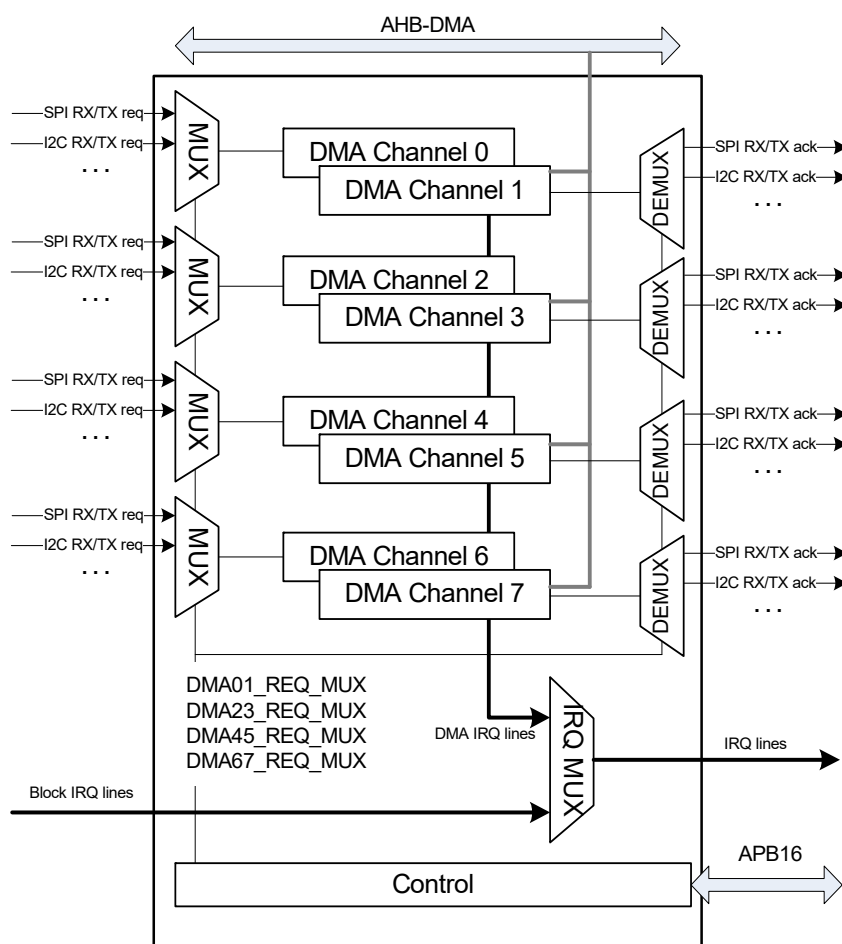 AHB-DMA
SPI RX/TX req
I2C RX/TX req
. . .
MUX
DMA Channel 0
DMA Channel 1
DEMUX
SPI RX/TX ack
I2C RX/TX ack
. . .
SPI RX/TX req
I2C RX/TX req
. . .
MUX
DMA Channel 2
DMA Channel 3
DEMUX
SPI RX/TX ack
I2C RX/TX ack
. . .
SPI RX/TX req
I2C RX/TX req
. . .
MUX
DMA Channel 4
DMA Channel 5
DEMUX
SPI RX/TX ack
I2C RX/TX ack
. . .
SPI RX/TX req
I2C RX/TX req
. . .
MUX
DMA Channel 6
DMA Channel 7
DEMUX
SPI RX/TX ack
I2C RX/TX ack
. . .
DMA01_REQ_MUX
DMA23_REQ_MUX
DMA45_REQ_MUX
DMA67_REQ_MUX
DMA IRQ lines
IRQ MUX
IRQ lines
Block IRQ lines
Control
APB16